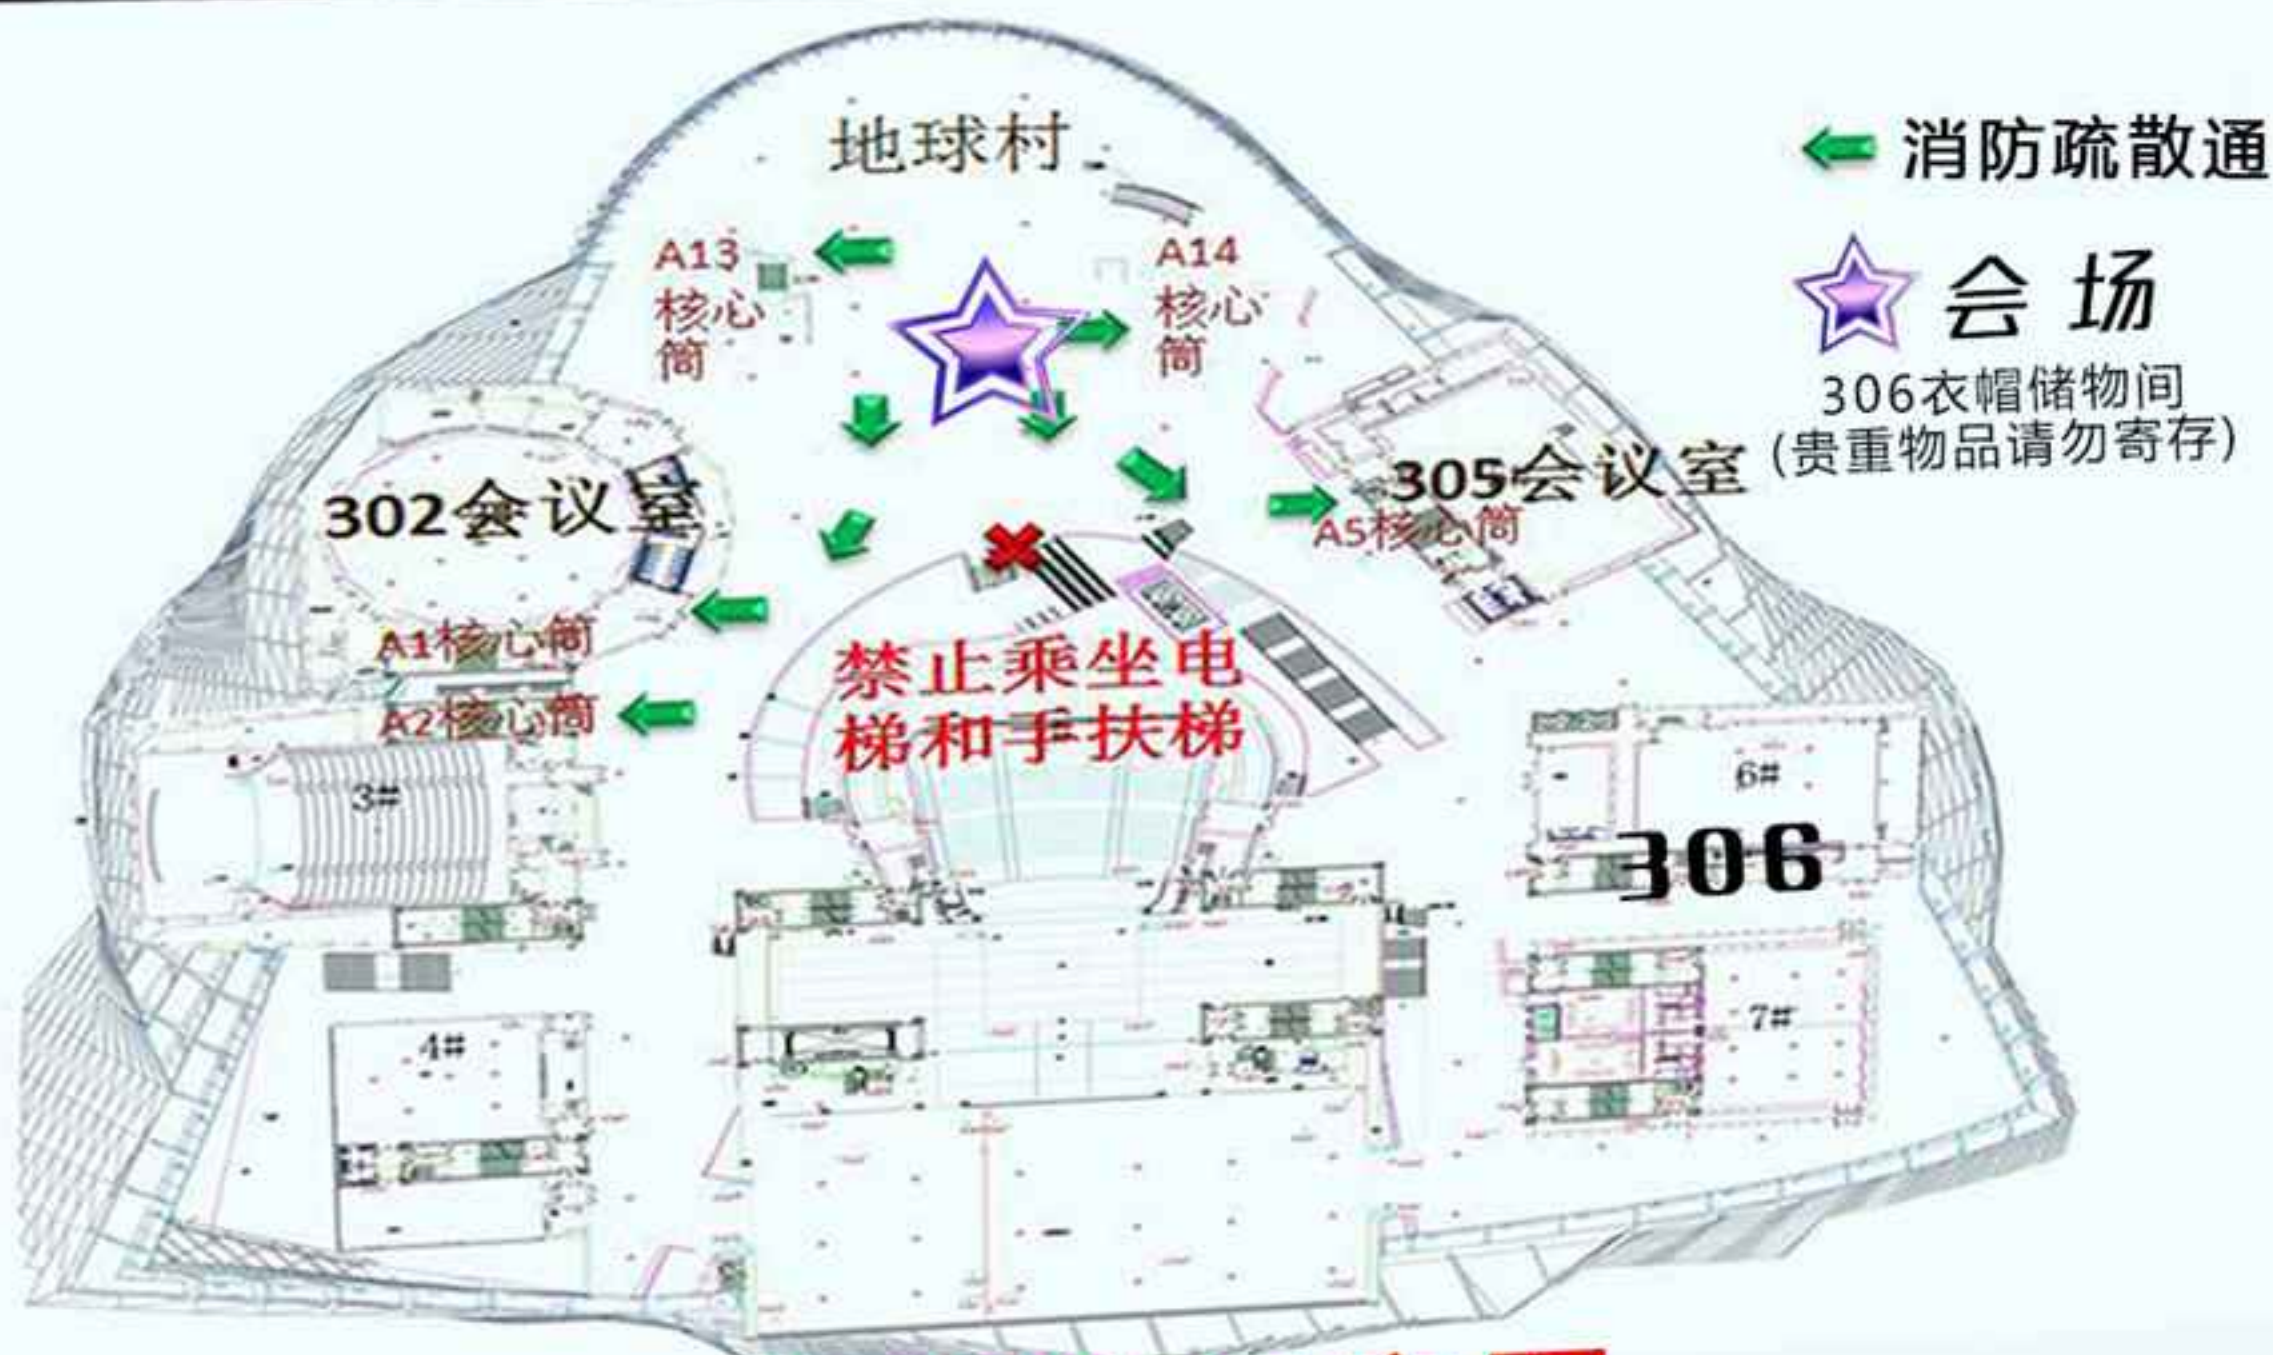 地球村
消防疏散通
会场
306衣帽储物间
(贵重物品请勿寄存)
A13
核心
筒
A14
核心
筒
302会议室
305会议室
A5核心筒
A1核心筒
A2核心筒
禁止乘坐电
梯和手扶梯
3#
6#
306
4#
7#